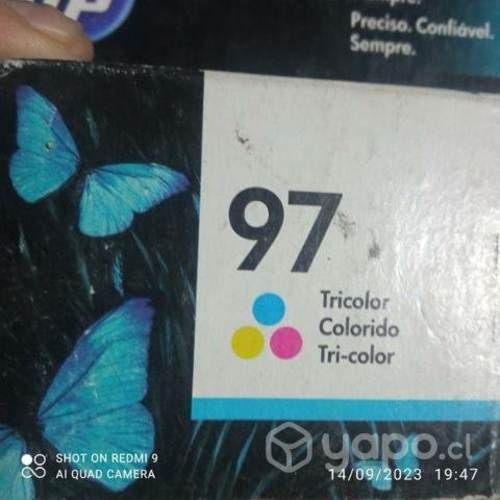 hp
Preciso. Confiável.
Sempre.
97
Tricolor
Colorido
Tri-color
SHOT ON REDMI 9
AI QUAD CAMERA
yapo.cl
14/09/2023 19:47